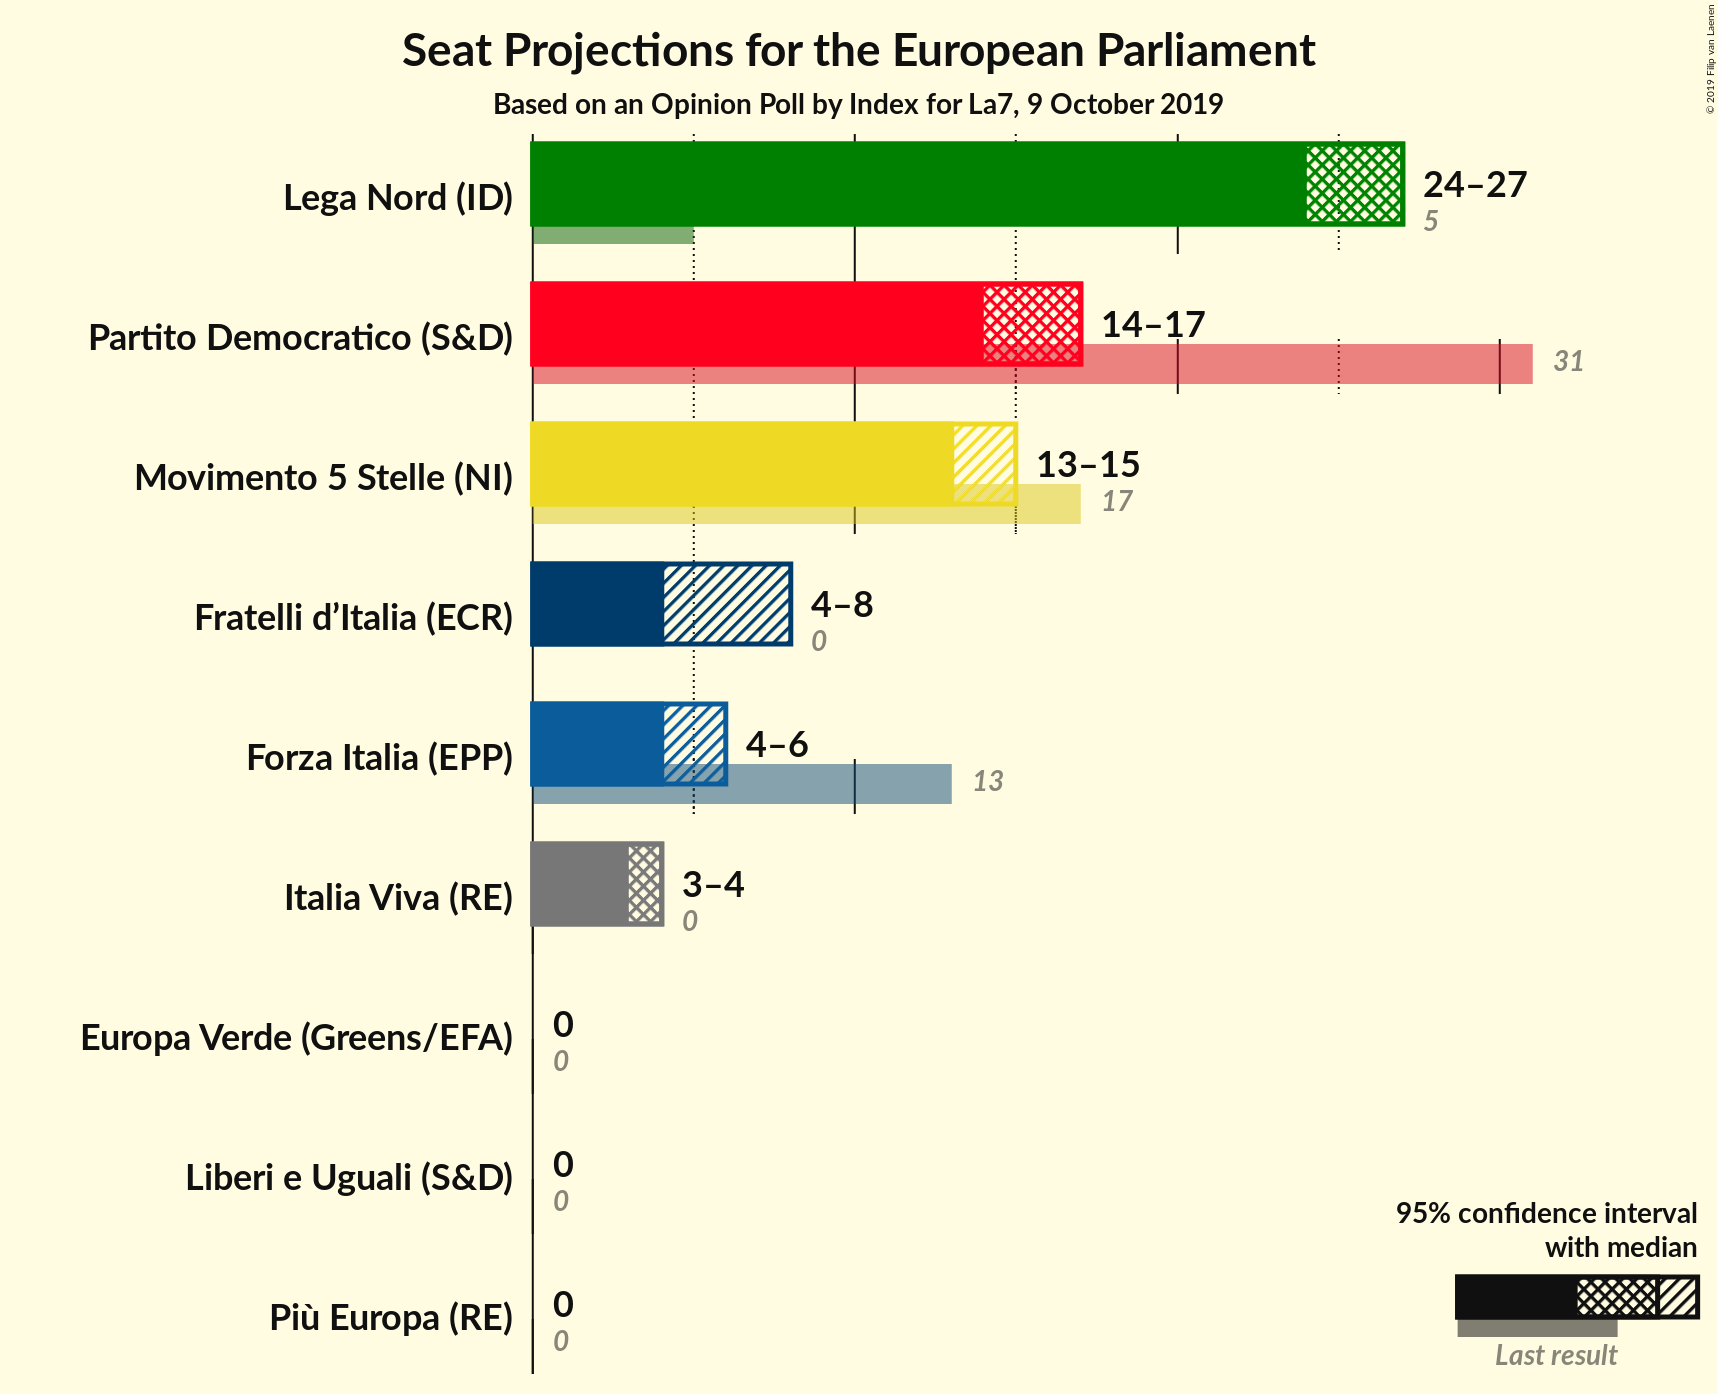 Seat Projections for the European Parliament
Based on an Opinion Poll by Index for La7, 9 October 2019
© 2019 Filip van Laenen
Lega Nord (ID)
24–27
5
Partito Democratico (S&D)
14–17
31
Movimento 5 Stelle (NI)
13–15
17
Fratelli d’Italia (ECR)
4–8
0
Forza Italia (EPP)
4–6
13
Italia Viva (RE)
3–4
0
Europa Verde (Greens/EFA)
0
0
Liberi e Uguali (S&D)
0
0
Più Europa (RE)
0
0
95% confidence interval
with median
Last result